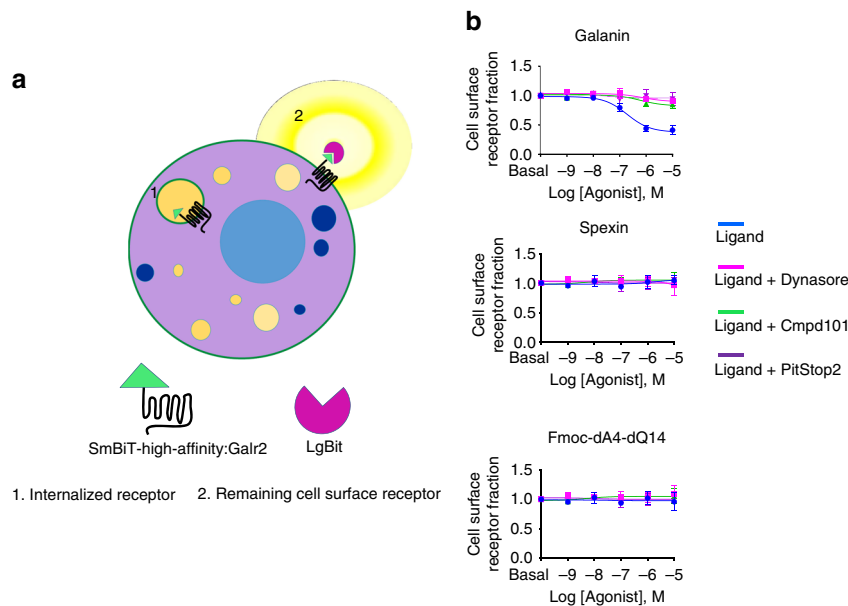 a
2
1
SmBiT-high-affinity:Galr2
LgBit
1. Internalized receptor
2. Remaining cell surface receptor
b
Galanin
Cell surface
receptor fraction
1.5
1.0
0.5
0.0
Basal –9 –8 –7 –6 –5
Log [Agonist], M
Spexin
Cell surface
receptor fraction
1.5
1.0
0.5
0.0
Basal –9 –8 –7 –6 –5
Log [Agonist], M
Fmoc-dA4-dQ14
Cell surface
receptor fraction
1.5
1.0
0.5
0.0
Basal –9 –8 –7 –6 –5
Log [Agonist], M
Ligand
Ligand + Dynasore
Ligand + Cmpd101
Ligand + PitStop2